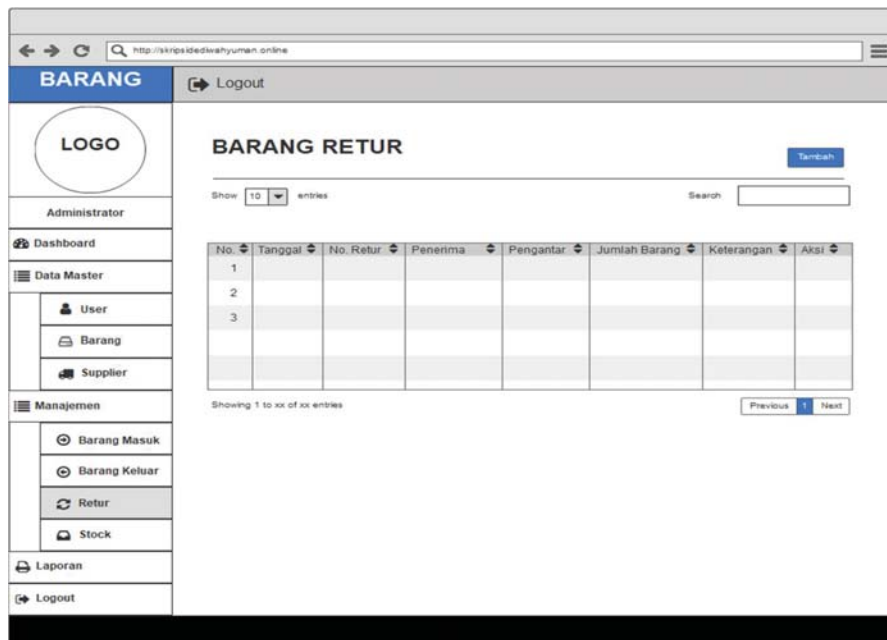 http://skripsidediwahyuman.online
BARANG
Logout
LOGO
Administrator
Dashboard
Data Master
User
Barang
Supplier
Manajemen
Barang Masuk
Barang Keluar
Retur
Stock
Laporan
Logout
BARANG RETUR
Tambah
Show 10 entries
Search
No. Tanggal No. Retur Penerima Pengantar Jumlah Barang Keterangan Aksi
1
2
3
Showing 1 to xx of xx entries
Previous 1 Next